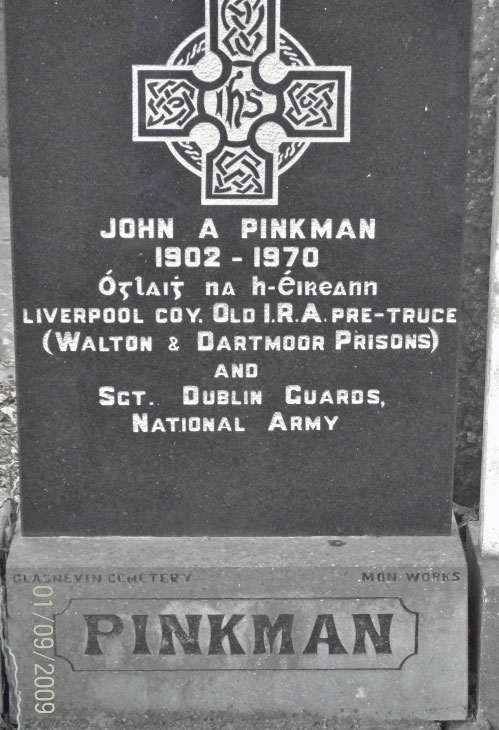 ihs
JOHN A PINKMAN
1902 - 1970
Óglaiġ na h-Éireann
LIVERPOOL COY. OLD I.R.A. PRE-TRUCE
(WALTON & DARTMOOR PRISONS)
AND
SGT. DUBLIN GUARDS,
NATIONAL ARMY
GLASNEVIN CEMETERY MON WORKS
PINKMAN
01/09/2009